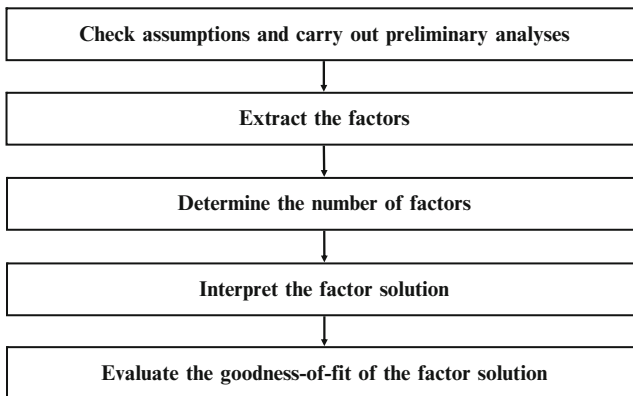 Check assumptions and carry out preliminary analyses
Extract the factors
Determine the number of factors
Interpret the factor solution
Evaluate the goodness-of-fit of the factor solution